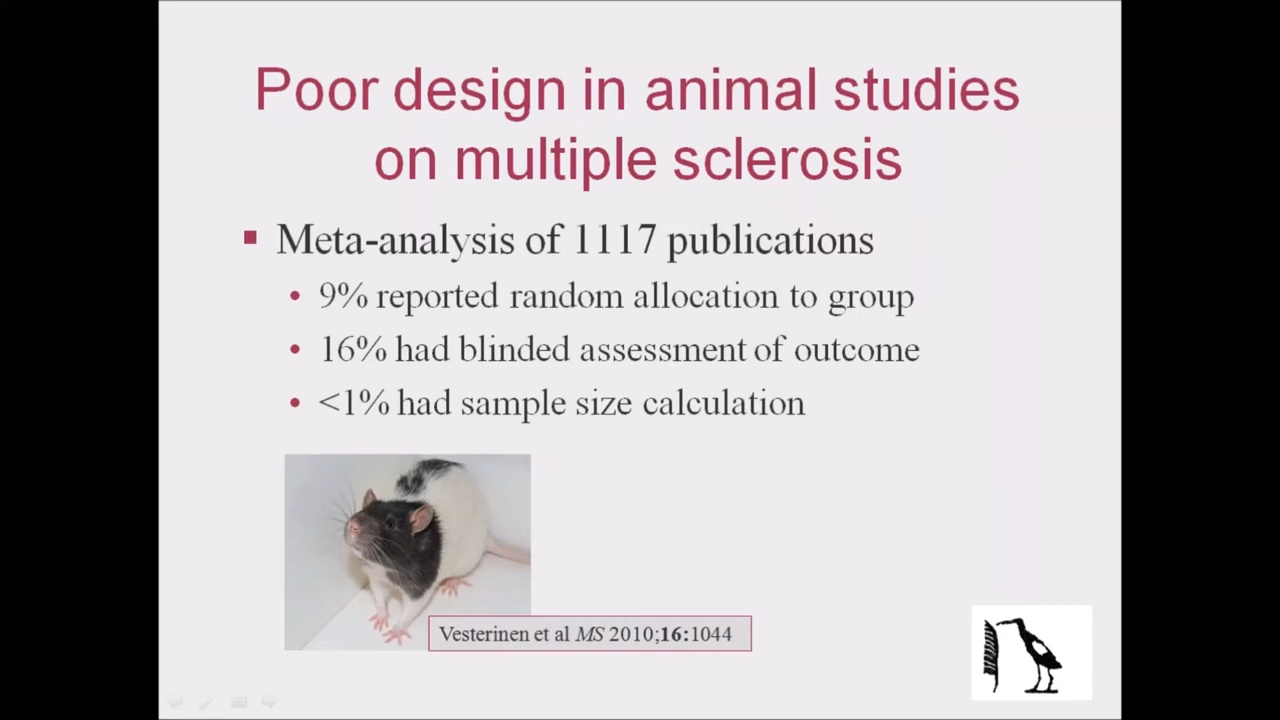 Poor design in animal studies
on multiple sclerosis
Meta-analysis of 1117 publications
9% reported random allocation to group
16% had blinded assessment of outcome
<1% had sample size calculation
Vesterinen et al MS 2010;16:1044